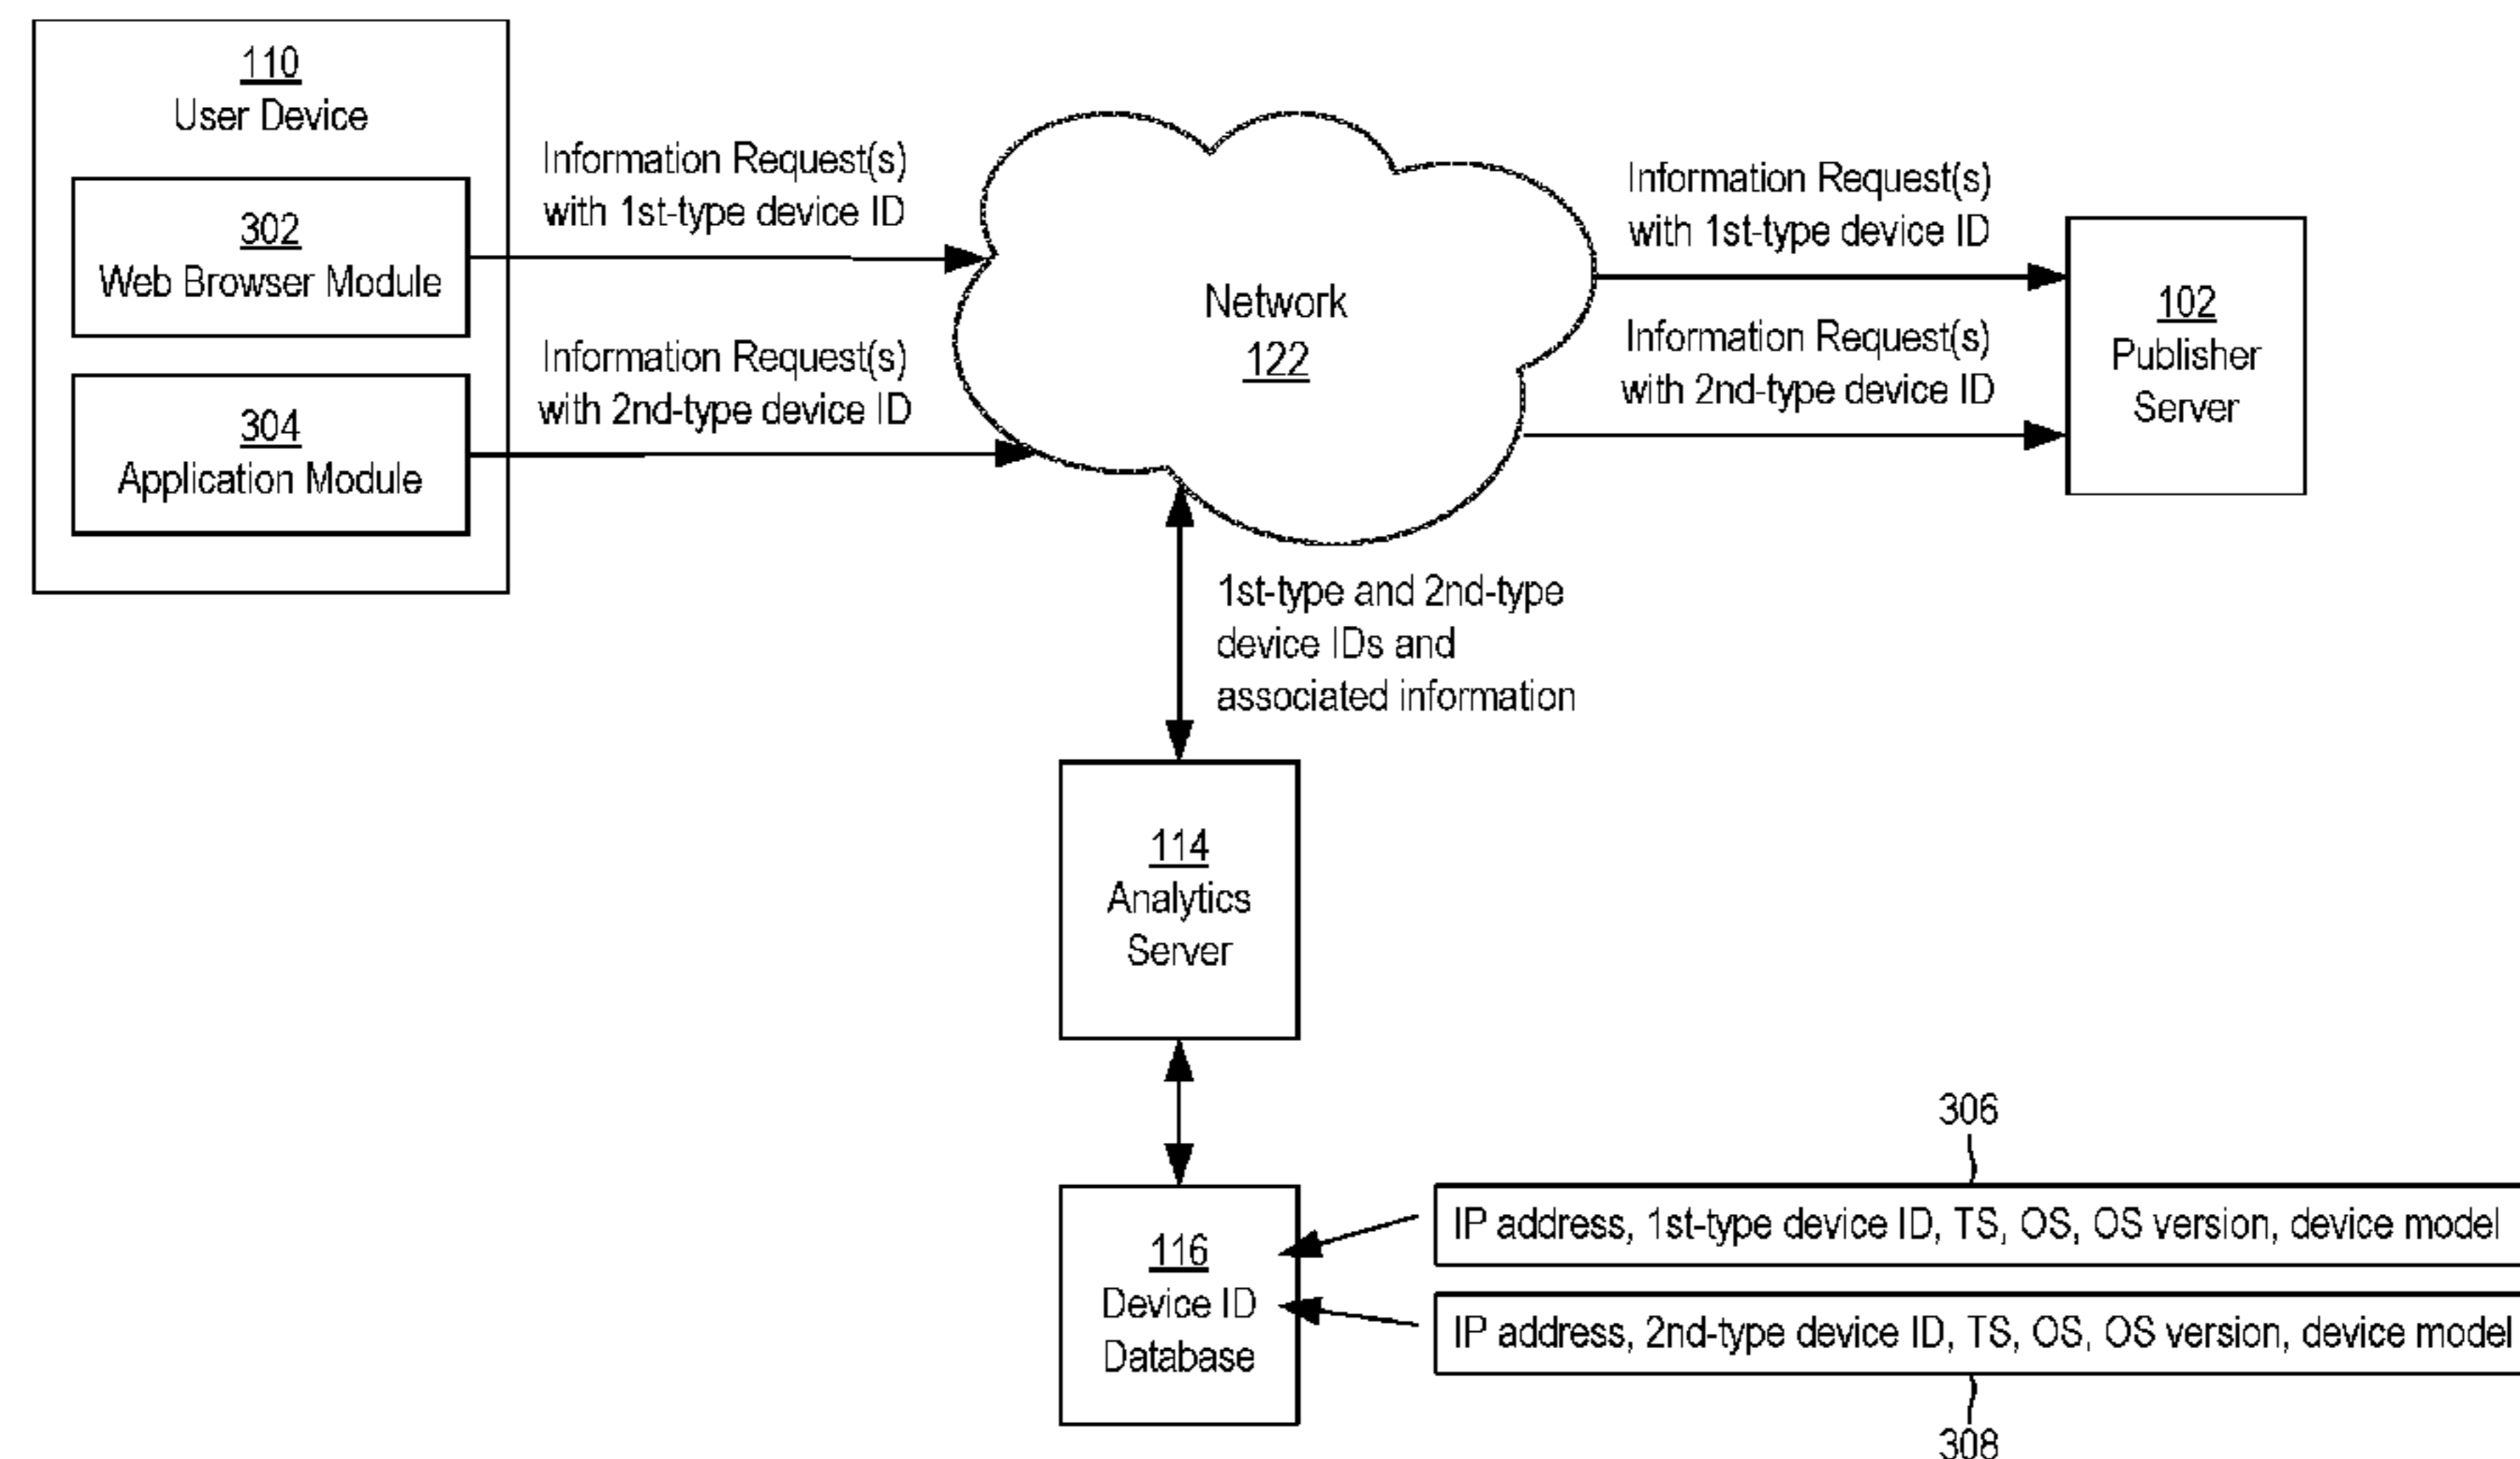 110
User Device
302
Web Browser Module
304
Application Module
Information Request(s)
with 1st-type device ID
Information Request(s)
with 2nd-type device ID
Network
122
Information Request(s)
with 1st-type device ID
Information Request(s)
with 2nd-type device ID
102
Publisher
Server
1st-type and 2nd-type
device IDs and
associated information
114
Analytics
Server
116
Device ID
Database
306
IP address, 1st-type device ID, TS, OS, OS version, device model
IP address, 2nd-type device ID, TS, OS, OS version, device model
308